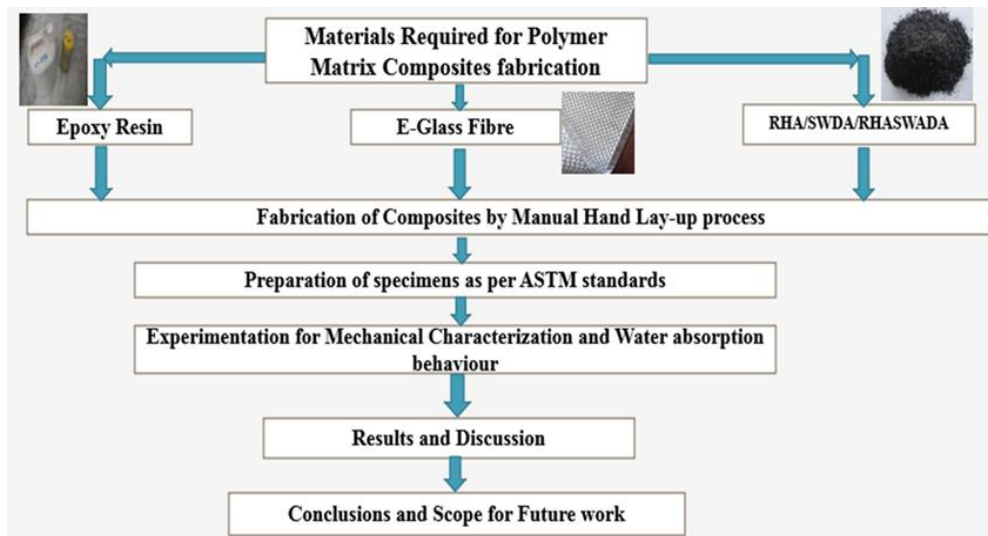 Materials Required for Polymer
Matrix Composites fabrication
Epoxy Resin
E-Glass Fibre
RHA/SWDA/RHASWADA
Fabrication of Composites by Manual Hand Lay-up process
Preparation of specimens as per ASTM standards
Experimentation for Mechanical Characterization and Water absorption
behaviour
Results and Discussion
Conclusions and Scope for Future work